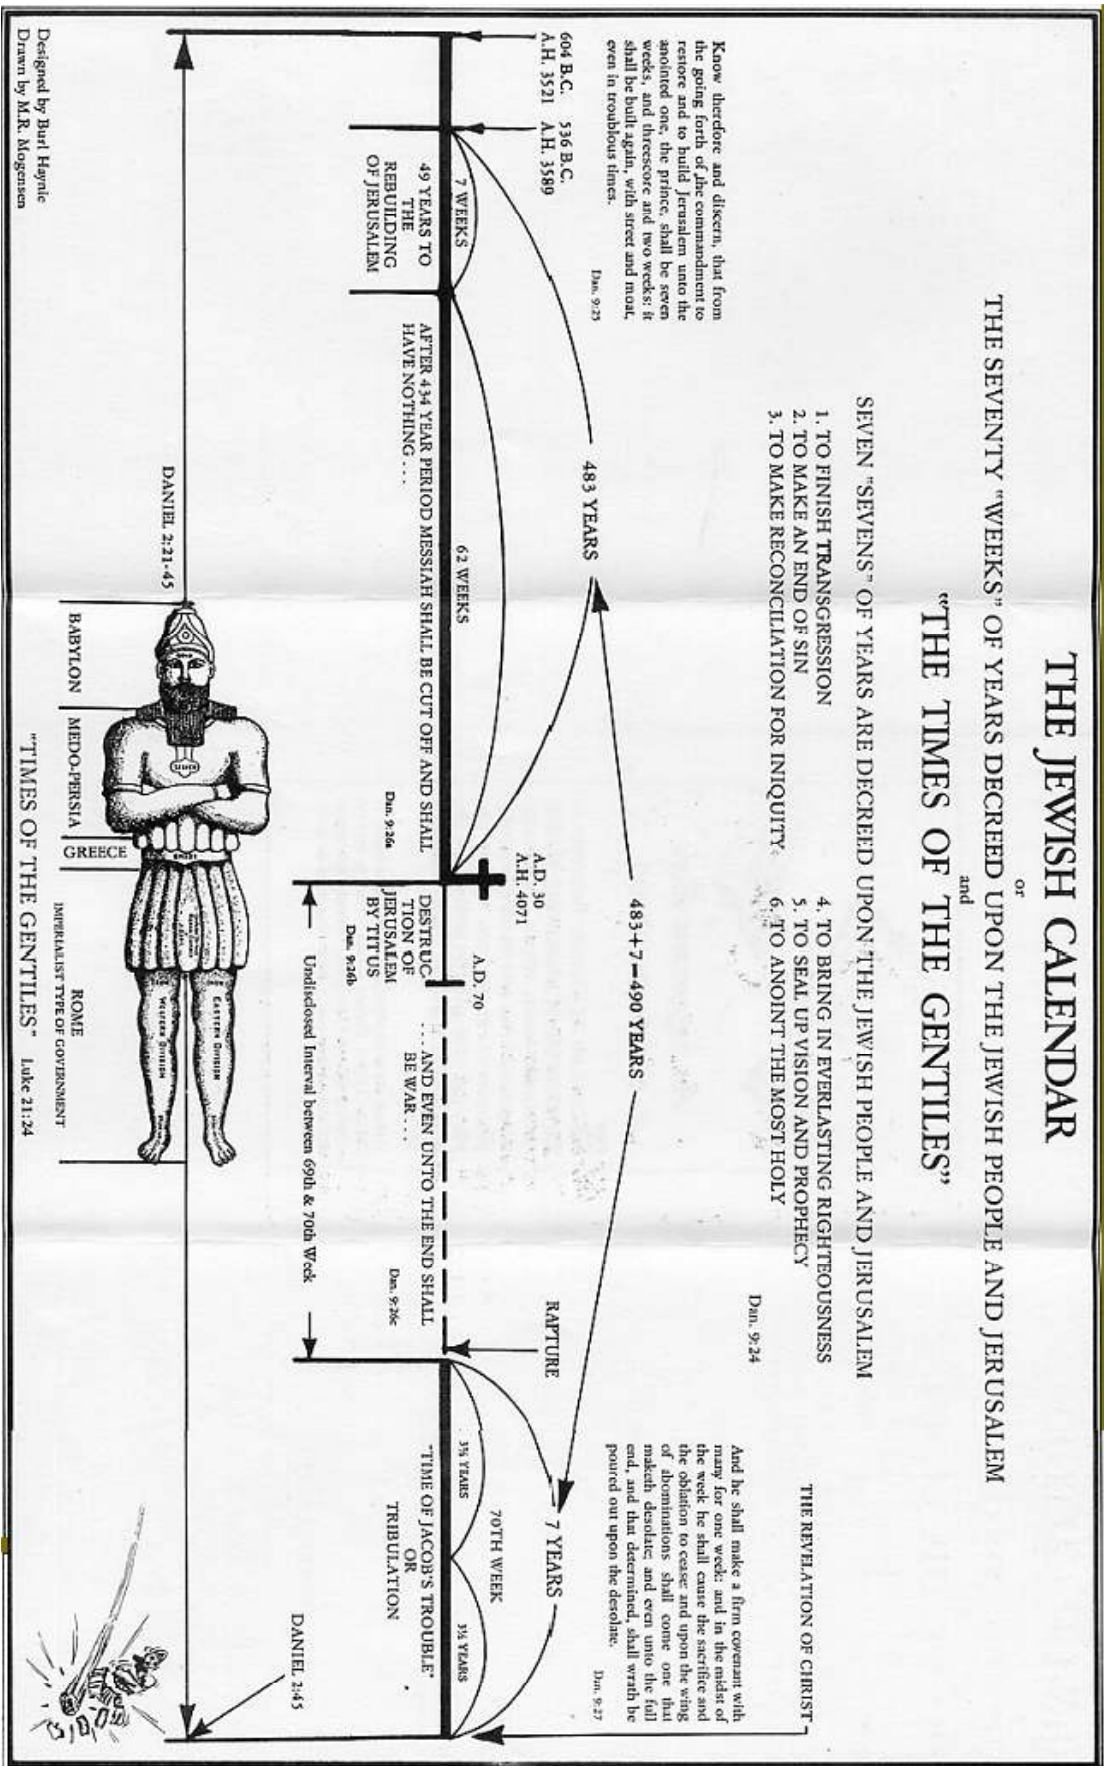 THE JEWISH CALENDAR
or
THE SEVENTY "WEEKS" OF YEARS DECREED UPON THE JEWISH PEOPLE AND JERUSALEM
and
"THE TIMES OF THE GENTILES"
SEVEN "SEVENS" OF YEARS ARE DECREED UPON THE JEWISH PEOPLE AND JERUSALEM
1. TO FINISH TRANSGRESSION
2. TO MAKE AN END OF SIN
3. TO MAKE RECONCILIATION FOR INIQUITY
4. TO BRING IN EVERLASTING RIGHTEOUSNESS
5. TO SEAL UP VISION AND PROPHECY
6. TO ANOINT THE MOST HOLY
Dan. 9:24
Know therefore and discern, that from
the going forth of the commandment to
restore and to build Jerusalem unto the
anointed one, the prince, shall be seven
weeks, and threescore and two weeks: it
shall be built again, with street and moat,
even in troublous times.
Dan. 9:25
483 YEARS
483+7=490 YEARS
THE REVELATION OF CHRIST
And he shall make a firm covenant with
many for one week: and in the midst of
the week he shall cause the sacrifice and
the oblation to cease; and upon the wing
of abominations shall come one that
maketh desolate; and even unto the full
end, and that determined, shall wrath be
poured out upon the desolate.
Dan. 9:27
604 B.C.
A.H. 3521
536 B.C.
A.H. 3589
A.D. 30
A.H. 4071
A.D. 70
RAPTURE
7 YEARS
70TH WEEK
7 WEEKS
62 WEEKS
3½ YEARS
3½ YEARS
49 YEARS TO
THE
REBUILDING
OF JERUSALEM
AFTER 434 YEAR PERIOD MESSIAH SHALL BE CUT OFF AND SHALL
HAVE NOTHING . . .
Dan. 9:26a
DESTRUC-
TION OF
JERUSALEM
BY TITUS
Dan. 9:26b
. . . AND EVEN UNTO THE END SHALL
BE WAR . . .
Dan. 9:26c
"TIME OF JACOB'S TROUBLE"
OR
TRIBULATION
Undisclosed Interval between 69th & 70th Week
DANIEL 2:21-45
DANIEL 2:45
EASTERN DIVISION
WESTERN DIVISION
BABYLON
MEDO-PERSIA
GREECE
ROME
IMPERIALIST TYPE OF GOVERNMENT
"TIMES OF THE GENTILES" Luke 21:24
Designed by Burl Haynie
Drawn by M.R. Mogensen